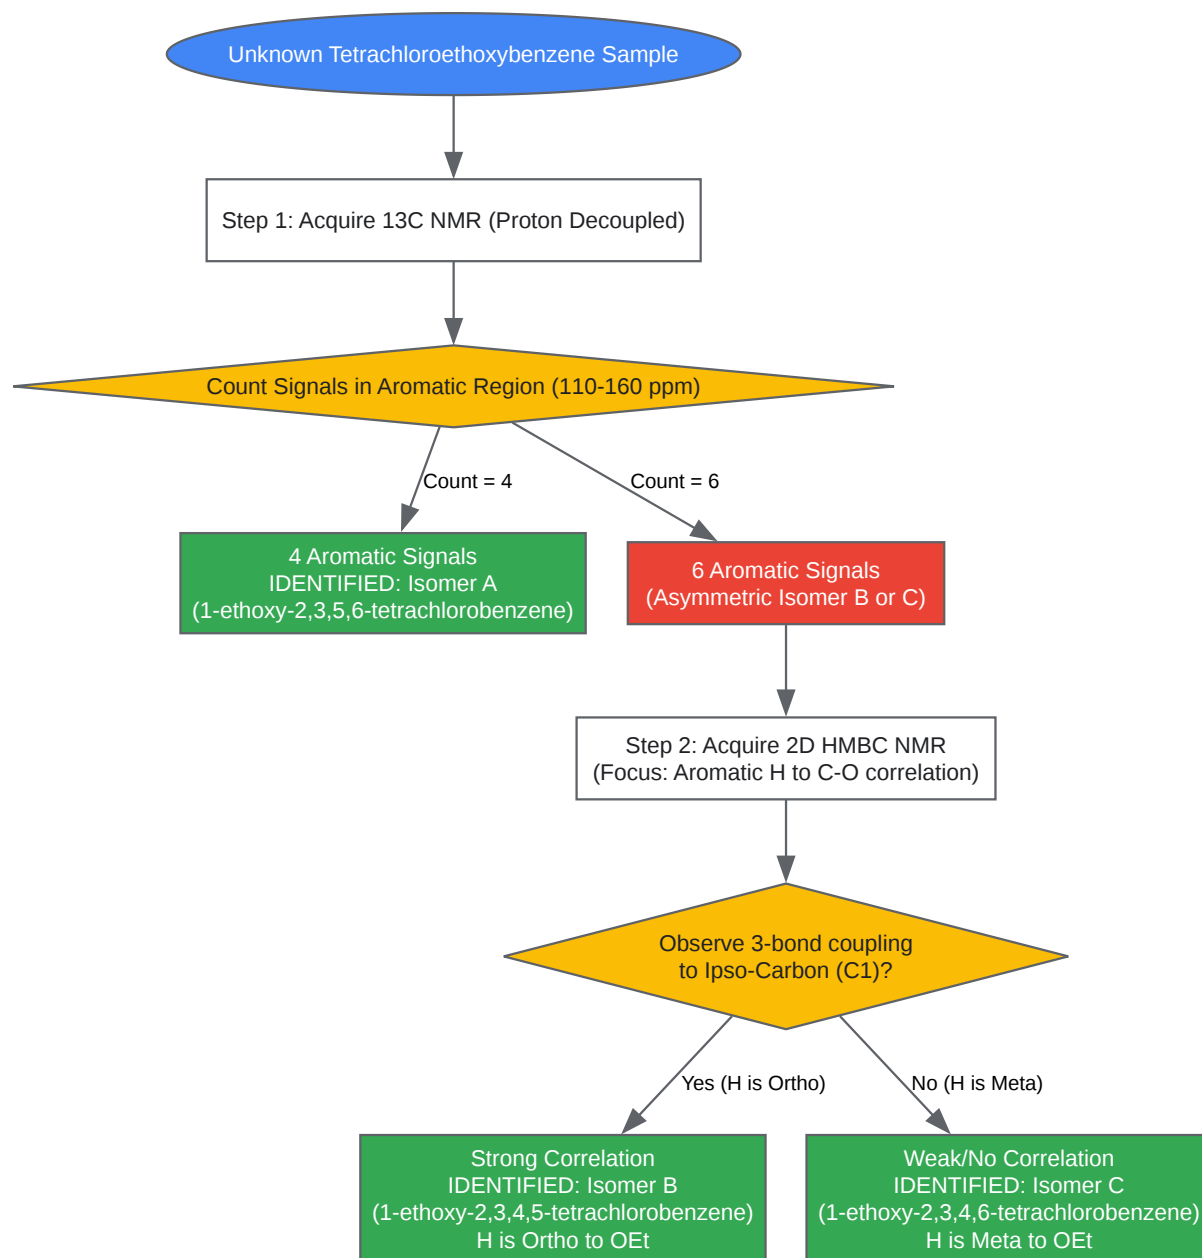 Unknown Tetrachloroethoxybenzene Sample
Step 1: Acquire 13C NMR (Proton Decoupled)
Count Signals in Aromatic Region (110-160 ppm)
Count = 4
Count = 6
4 Aromatic Signals
IDENTIFIED: Isomer A
(1-ethoxy-2,3,5,6-tetrachlorobenzene)
6 Aromatic Signals
(Asymmetric Isomer B or C)
Step 2: Acquire 2D HMBC NMR
(Focus: Aromatic H to C-O correlation)
Observe 3-bond coupling
to Ipso-Carbon (C1)?
Yes (H is Ortho)
No (H is Meta)
Strong Correlation
IDENTIFIED: Isomer B
(1-ethoxy-2,3,4,5-tetrachlorobenzene)
H is Ortho to OEt
Weak/No Correlation
IDENTIFIED: Isomer C
(1-ethoxy-2,3,4,6-tetrachlorobenzene)
H is Meta to OEt